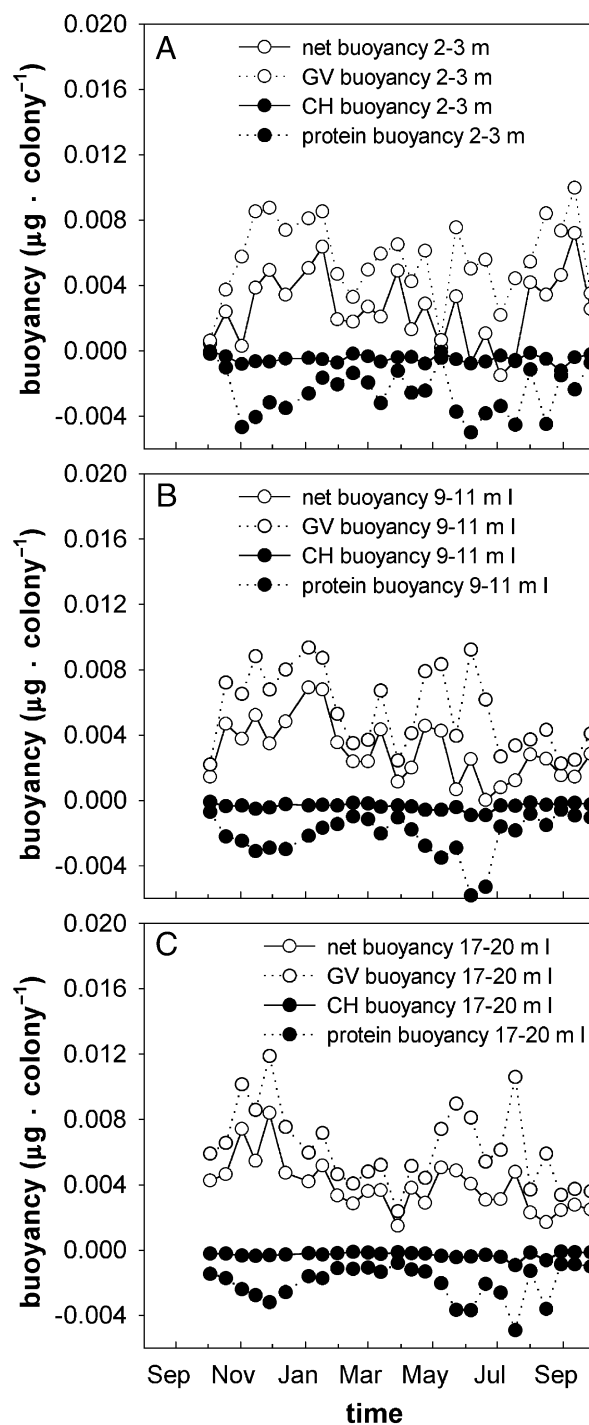 A
net buoyancy 2-3 m
GV buoyancy 2-3 m
CH buoyancy 2-3 m
protein buoyancy 2-3 m
0.020
0.016
0.012
0.008
0.004
0.000
-0.004
buoyancy (µg · colony⁻¹)
B
net buoyancy 9-11 m I
GV buoyancy 9-11 m I
CH buoyancy 9-11 m I
protein buoyancy 9-11 m I
0.020
0.016
0.012
0.008
0.004
0.000
-0.004
buoyancy (µg · colony⁻¹)
C
net buoyancy 17-20 m I
GV buoyancy 17-20 m I
CH buoyancy 17-20 m I
protein buoyancy 17-20 m I
0.020
0.016
0.012
0.008
0.004
0.000
-0.004
buoyancy (µg · colony⁻¹)
Sep Nov Jan Mar May Jul Sep
time